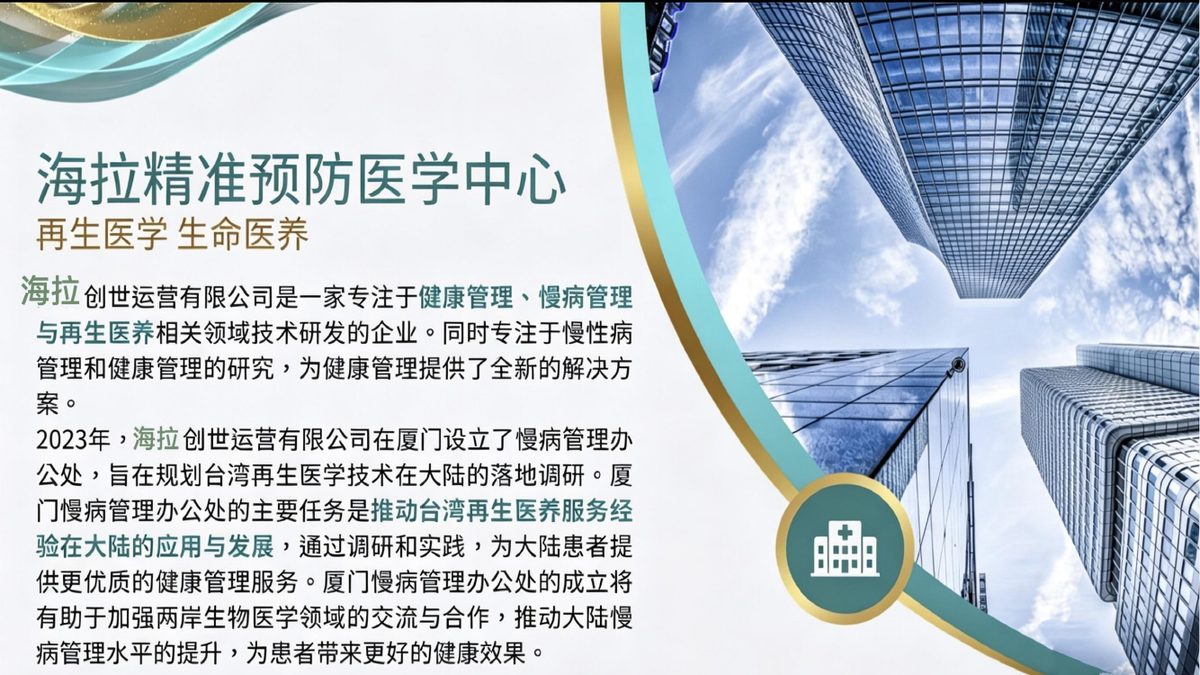 海拉精准预防医学中心
再生医学 生命医养
海拉创世运营有限公司是一家专注于健康管理、慢病管理
与再生医养相关领域技术研发的企业。同时专注于慢性病
管理和健康管理的研究，为健康管理提供了全新的解决方
案。
2023年，海拉创世運营有限公司在厦门设立了慢病管理办
公处，旨在规划台湾再生医学技术在大陆的落地调研。厦
门慢病管理办公处的主要任务是推动台湾再生医养服务经
验在大陆的应用与发展，通过调研和实践，为大陆患者提
供更优质的健康管理服务。厦门慢病管理办公处的成立将
有助于加强两岸生物医学领域的交流与合作，推动大陆慢
病管理水平的提升，为患者带来更好的健康效果。